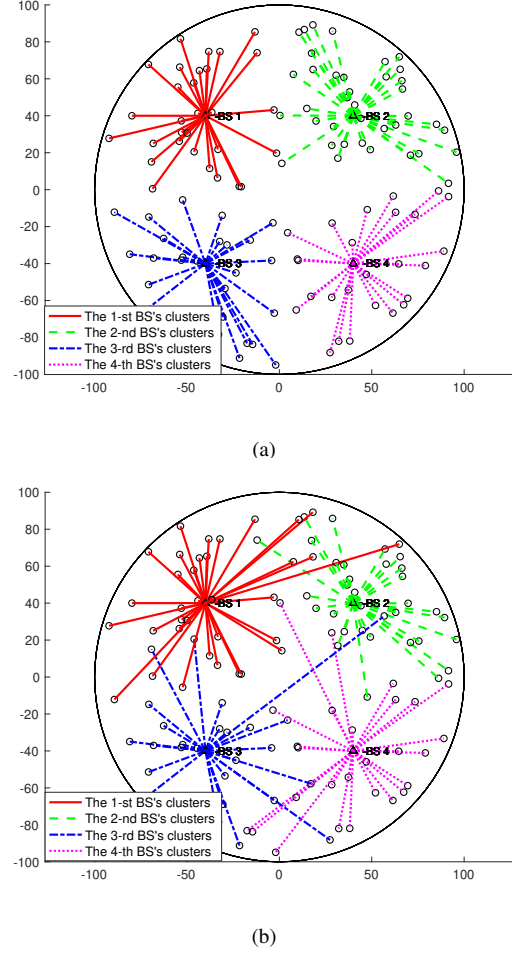 100
80
60
40
20
0
-20
-40
-60
-80
-100
BS 1
BS 2
BS 3
BS 4
The 1-st BS's clusters
The 2-nd BS's clusters
The 3-rd BS's clusters
The 4-th BS's clusters
-100 -50 0 50 100
(a)
100
80
60
40
20
0
-20
-40
-60
-80
-100
BS 1
BS 2
BS 3
BS 4
The 1-st BS's clusters
The 2-nd BS's clusters
The 3-rd BS's clusters
The 4-th BS's clusters
-100 -50 0 50 100
(b)